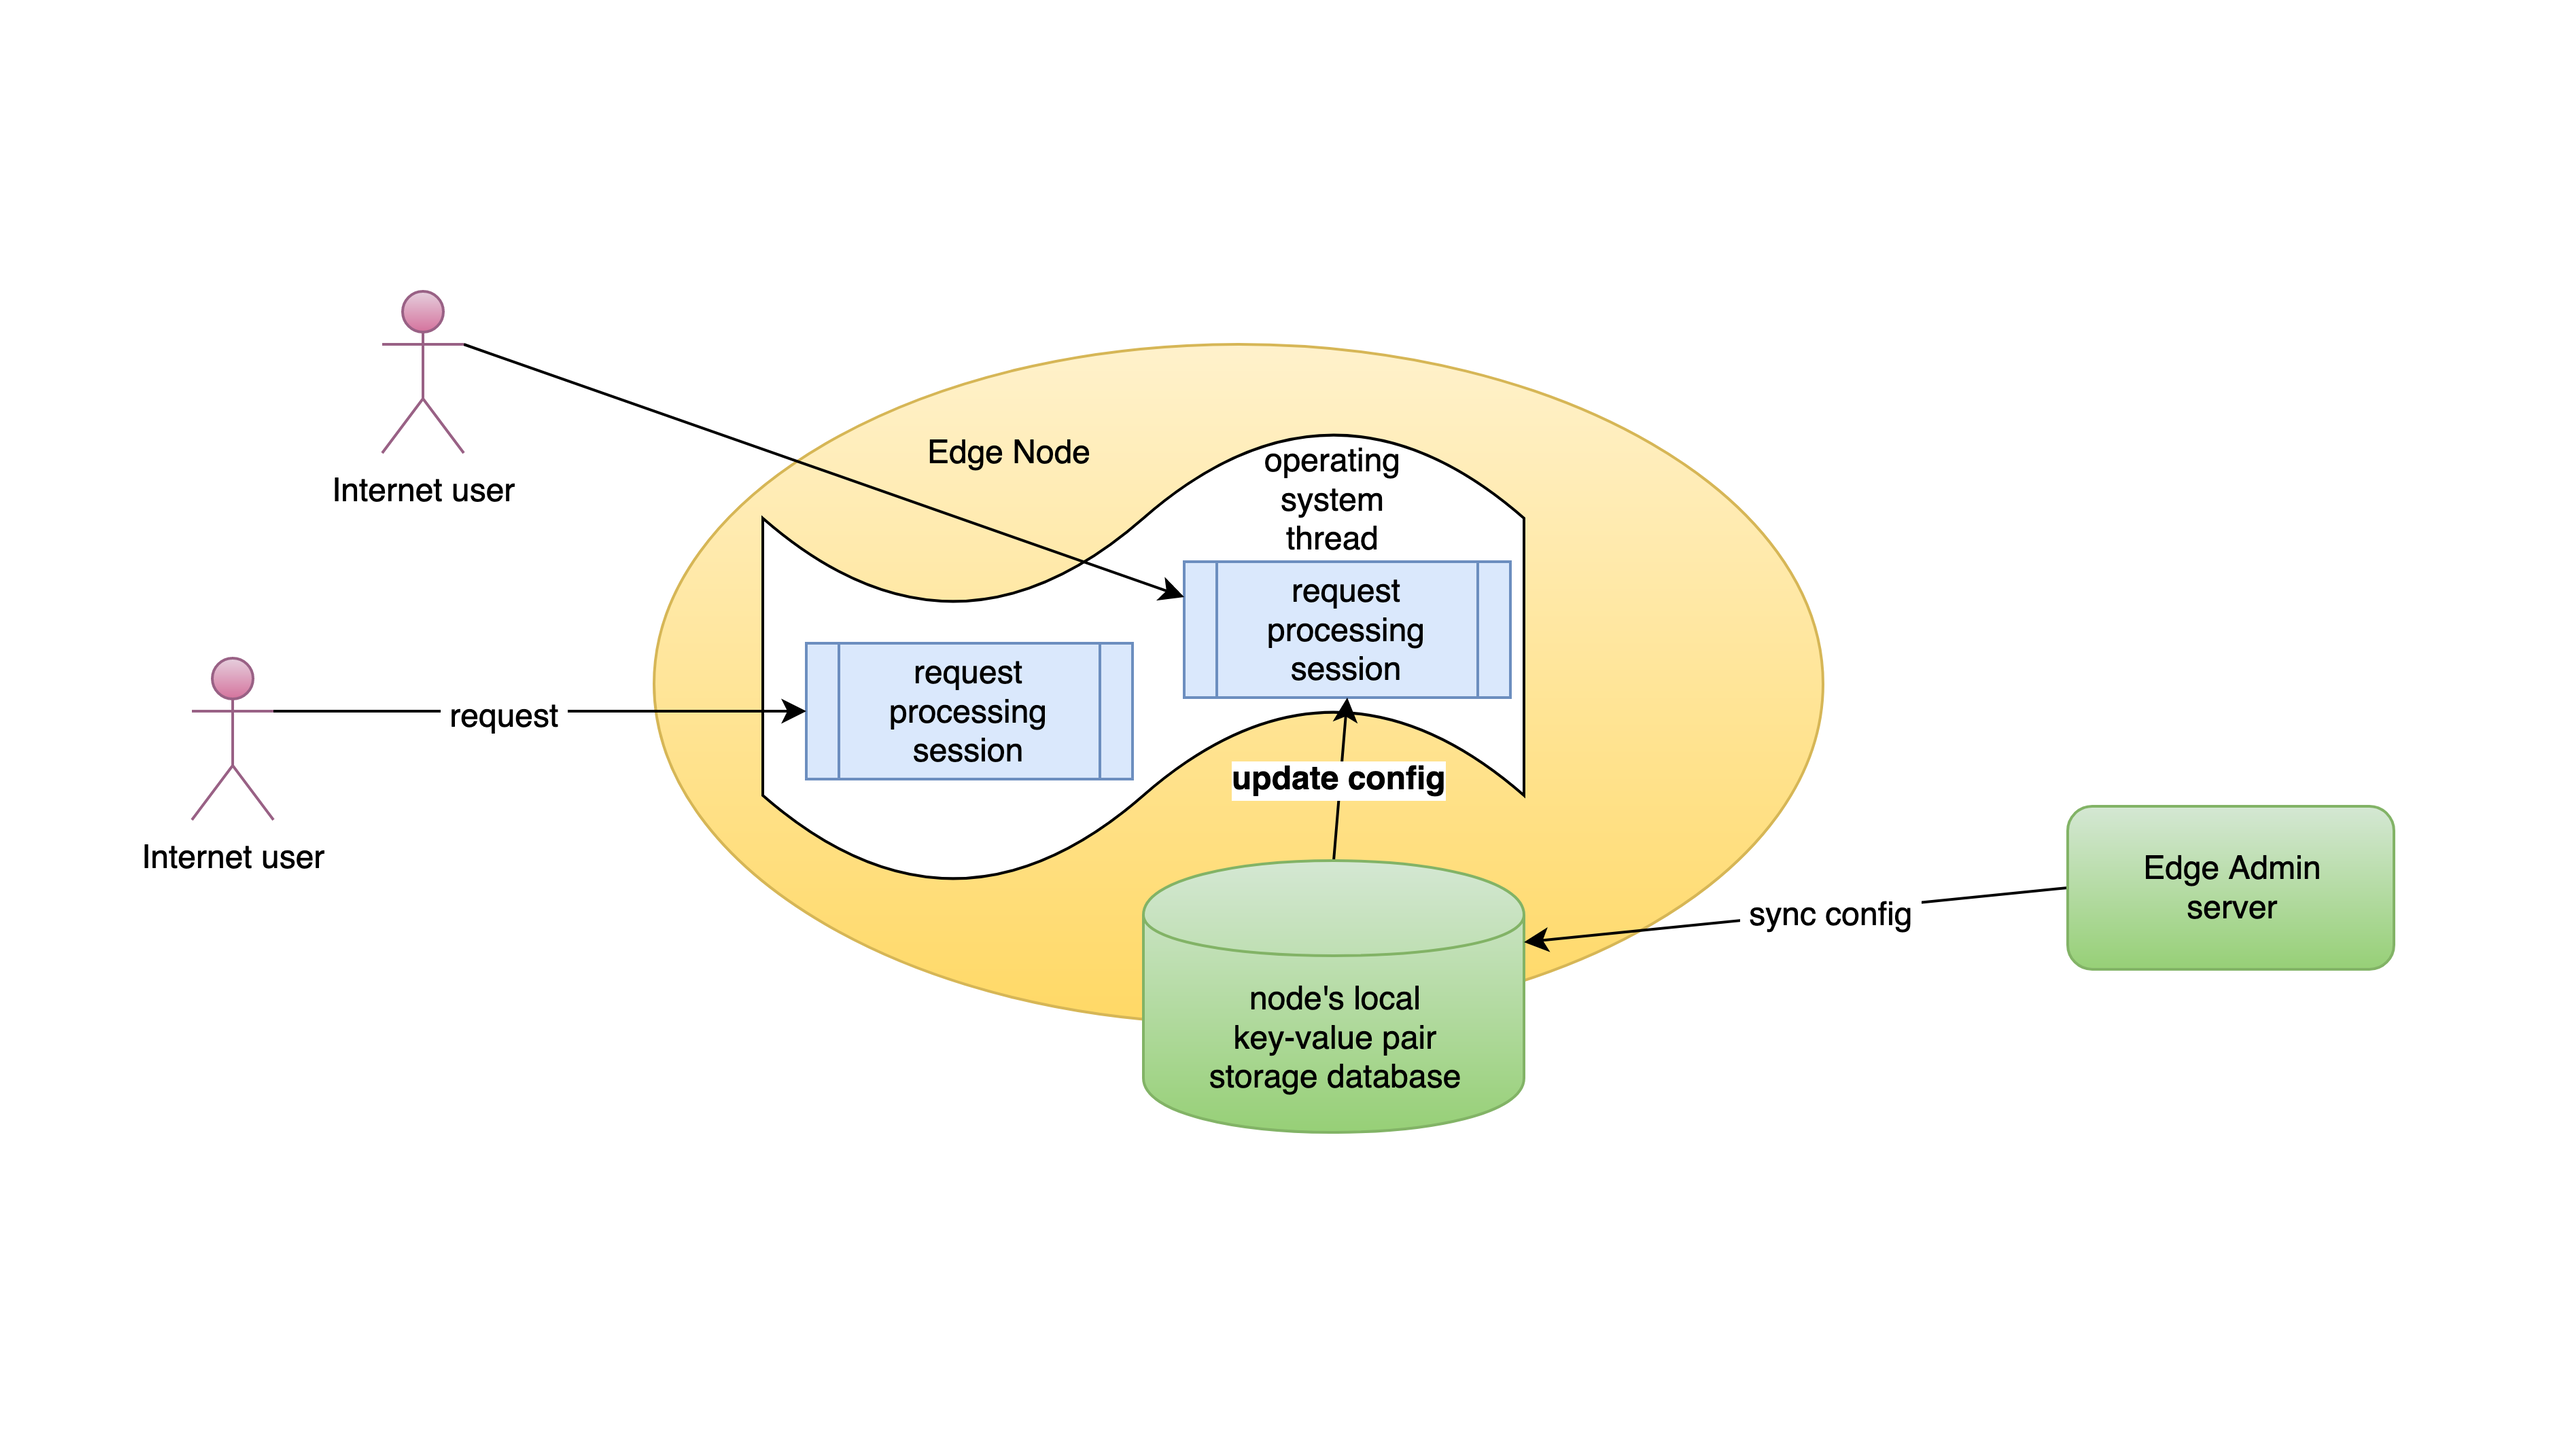 Internet user
Edge Node
operating
system
thread
request
processing
session
request
request
processing
session
update config
Internet user
Edge Admin
server
sync config
node's local
key-value pair
storage database